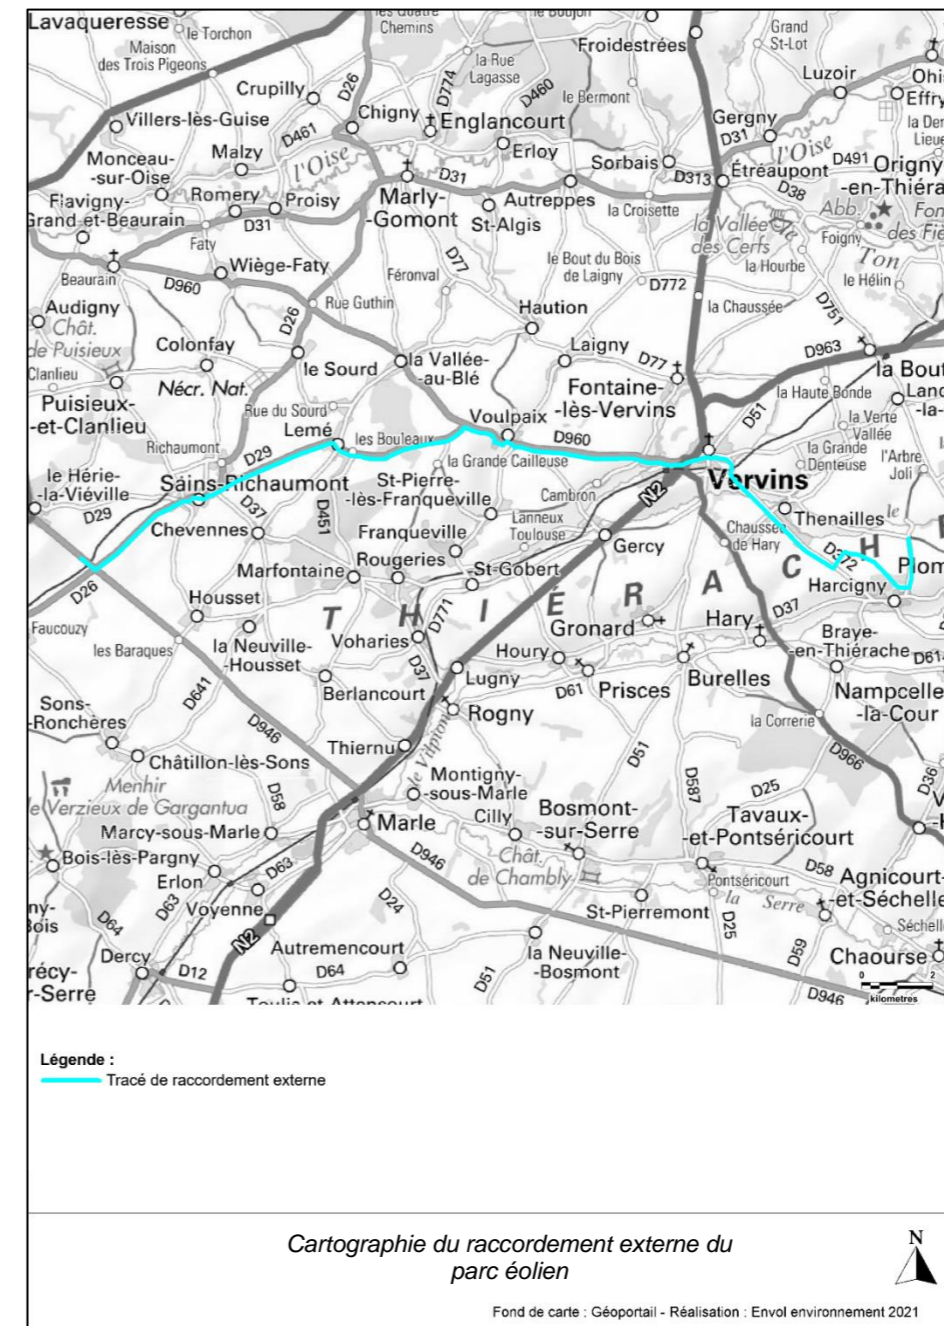 Lavaqueresse
le Torchon
les Quatre
Chemins
le Boujon
Froidestrées
Grand
St-Lot
Maison
des Trois Pigeons
la Rue
Lagasse
Luzoir
Crupilly
D26
D774
D460
le Bermont
Effry
Villers-lès-Guise
Chigny
Englancourt
Gergny
D461
D31
l'Oise
Monceau-
-sur-Oise
Malzy
l'Oise
Erloy
Sorbais
D491
Origny
Étréaupont
D313
D38
Flavigny-
Grand-et-Beaurain
Romery
Proisy
D31
Marly-
-Gomont
D31
Autreppes
St-Algis
la Croisette
Abb.
la Vallée
des Cerfs
Foigny
Faty
D77
le Bout du Bois
de Laigny
la Hourbe
Ton
Beaurain
Wiège-Faty
D960
Féronval
D772
le Hélin
Audigny
Rue Guthin
la Chaussée
Haution
D751
Chât.
de Puisieux
D26
Colonfay
le Sourd
la Vallée-
-au-Blé
Laigny
D77
D963
Clanlieu
Nécr. Nat.
Fontaine-
-lès-Vervins
la Haute Bonde
Puisieux-
-et-Clanlieu
Rue du Sourd
Voulpaix
D51
la Verte
Vallée
Lemé
les Bouleaux
D960
la Grande
Denteuse
l'Arbre
Joli
Richaumont
D29
la Grande Cailleuse
le Hérie-
-la-Viéville
Sains-Richaumont
St-Pierre-
-lès-Franqueville
Cambron
Vervins
N2
D29
D37
D451
Lanneux
Toulouse
Thenailles
Chevennes
Franqueville
Chaussée
de Hary
Gercy
D26
Marfontaine
Rougeries
St-Gobert
D372
Harcigny
Housset
THIÉRACHE
Faucouzy
D771
Gronard
Hary
D37
les Baraques
la Neuville-
-Housset
Voharies
D37
Houry
Braye-
-en-Thiérache
Lugny
D61
Prisces
Burelles
D641
Berlancourt
Nampcelle
-la-Cour
Sons-
-Ronchères
Rogny
la Correrie
D946
Thiernu
le Vilpion
D51
D966
Châtillon-lès-Sons
Menhir
le Verzieux de Gargantua
D58
Montigny-
-sous-Marle
D587
D25
D36
Marcy-sous-Marle
Marle
Cilly
Bosmont-
-sur-Serre
Tavaux-
-et-Pontséricourt
Bois-lès-Pargny
D946
Chât.
de Chambly
D58
Agnicourt-
-et-Séchelle
Erlon
D63
D63
Pontséricourt
la Serre
Voyenne
D24
St-Pierremont
D64
N2
D25
D59
Autremencourt
la Neuville-
-Bosmont
Chaourse
Dercy
D12
D64
D51
D946
0 2
kilometres
Légende :
Tracé de raccordement externe
Cartographie du raccordement externe du
parc éolien
N
Fond de carte : Géoportail - Réalisation : Envol environnement 2021